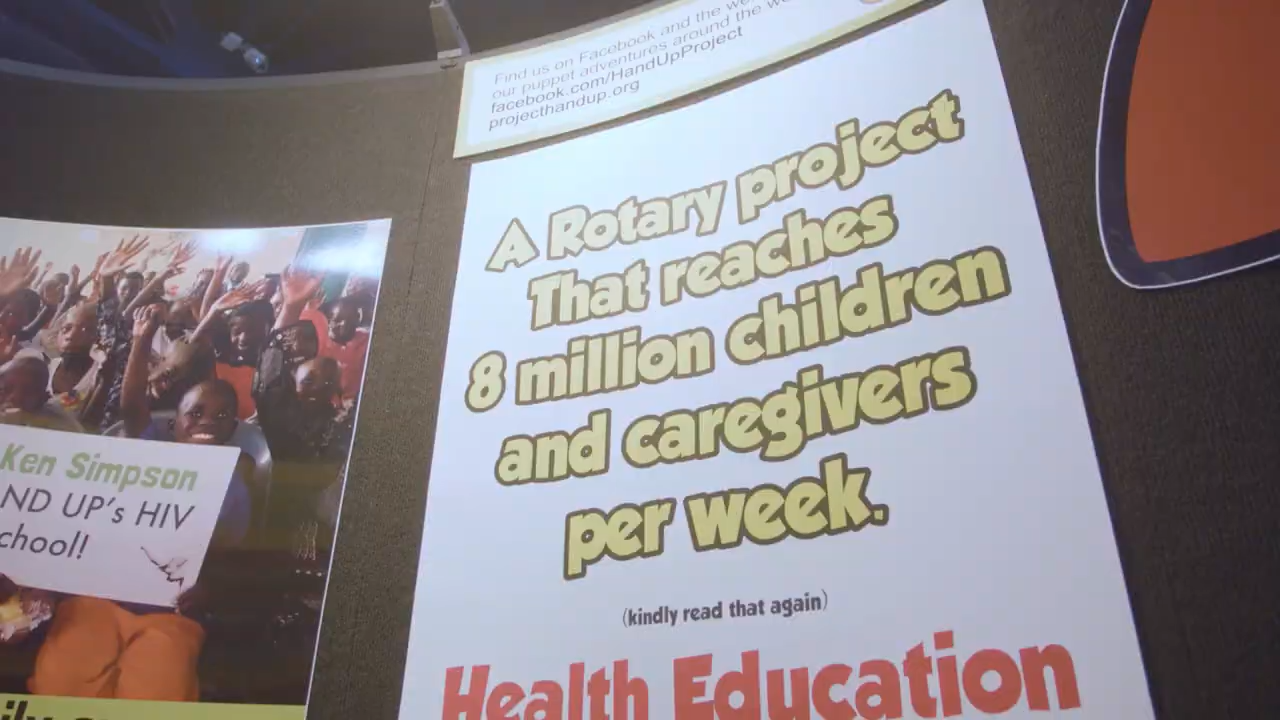 Find us on Facebook and the
our puppet adventures around the
facebook.com/HandUpProject
projecthandup.org
A Rotary project
That reaches
8 million children
and caregivers
per week.
(kindly read that again)
Health Education
Ken Simpson
ND UP's HIV
chool!